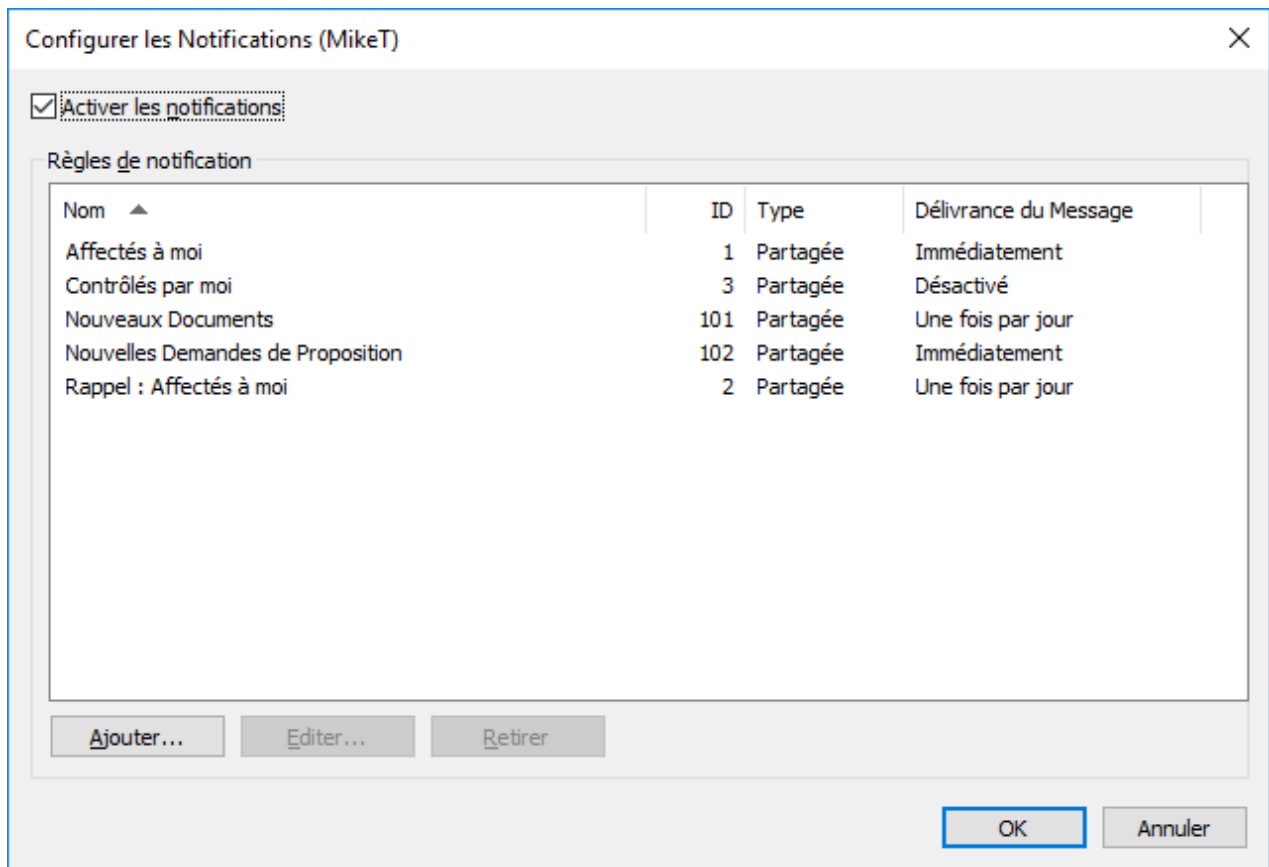 Configurer les Notifications (MikeT)
Activer les notifications
Règles de notification
Nom ID Type Délivrance du Message
Affectés à moi 1 Partagée Immédiatement
Contrôlés par moi 3 Partagée Désactivé
Nouveaux Documents 101 Partagée Une fois par jour
Nouvelles Demandes de Proposition 102 Partagée Immédiatement
Rappel : Affectés à moi 2 Partagée Une fois par jour
Ajouter... Editer... Retirer
OK Annuler